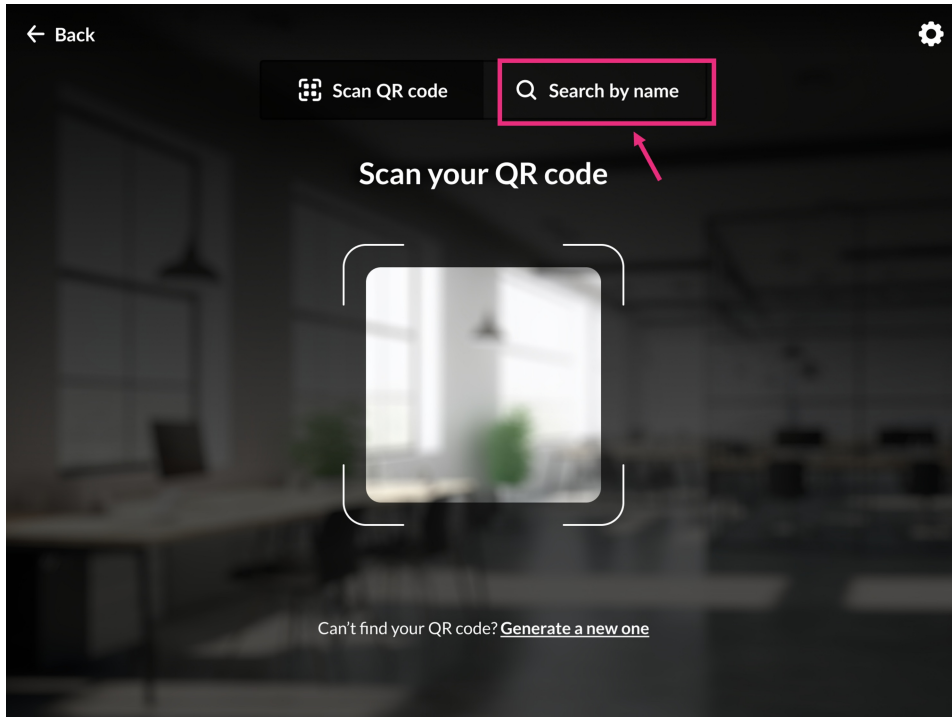 Back
Scan QR code
Search by name
Scan your QR code
Can't find your QR code? Generate a new one